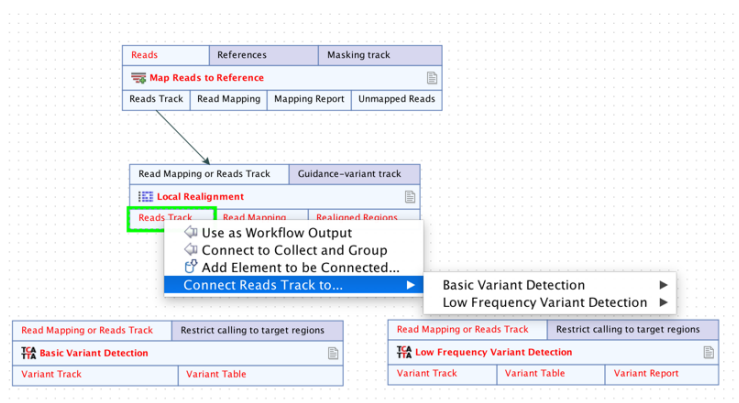 Reads References Masking track
Map Reads to Reference
Reads Track Read Mapping Mapping Report Unmapped Reads
Read Mapping or Reads Track Guidance-variant track
Local Realignment
Reads Track Read Mapping Realigned Regions
Use as Workflow Output
Connect to Collect and Group
Add Element to be Connected...
Connect Reads Track to...
Basic Variant Detection
Low Frequency Variant Detection
Read Mapping or Reads Track Restrict calling to target regions
Basic Variant Detection
Variant Track Variant Table
Read Mapping or Reads Track Restrict calling to target regions
Low Frequency Variant Detection
Variant Track Variant Table Variant Report